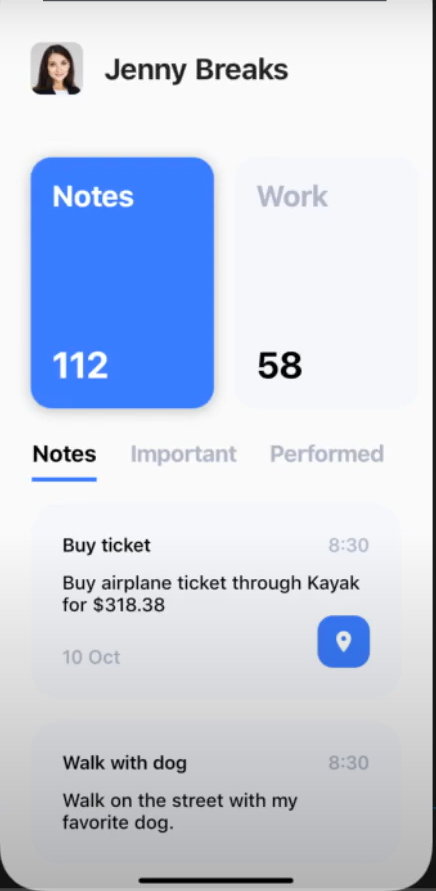 Jenny Breaks
Notes
Work
112
58
Notes Important Performed
Buy ticket 8:30
Buy airplane ticket through Kayak
for $318.38
10 Oct
Walk with dog 8:30
Walk on the street with my
favorite dog.